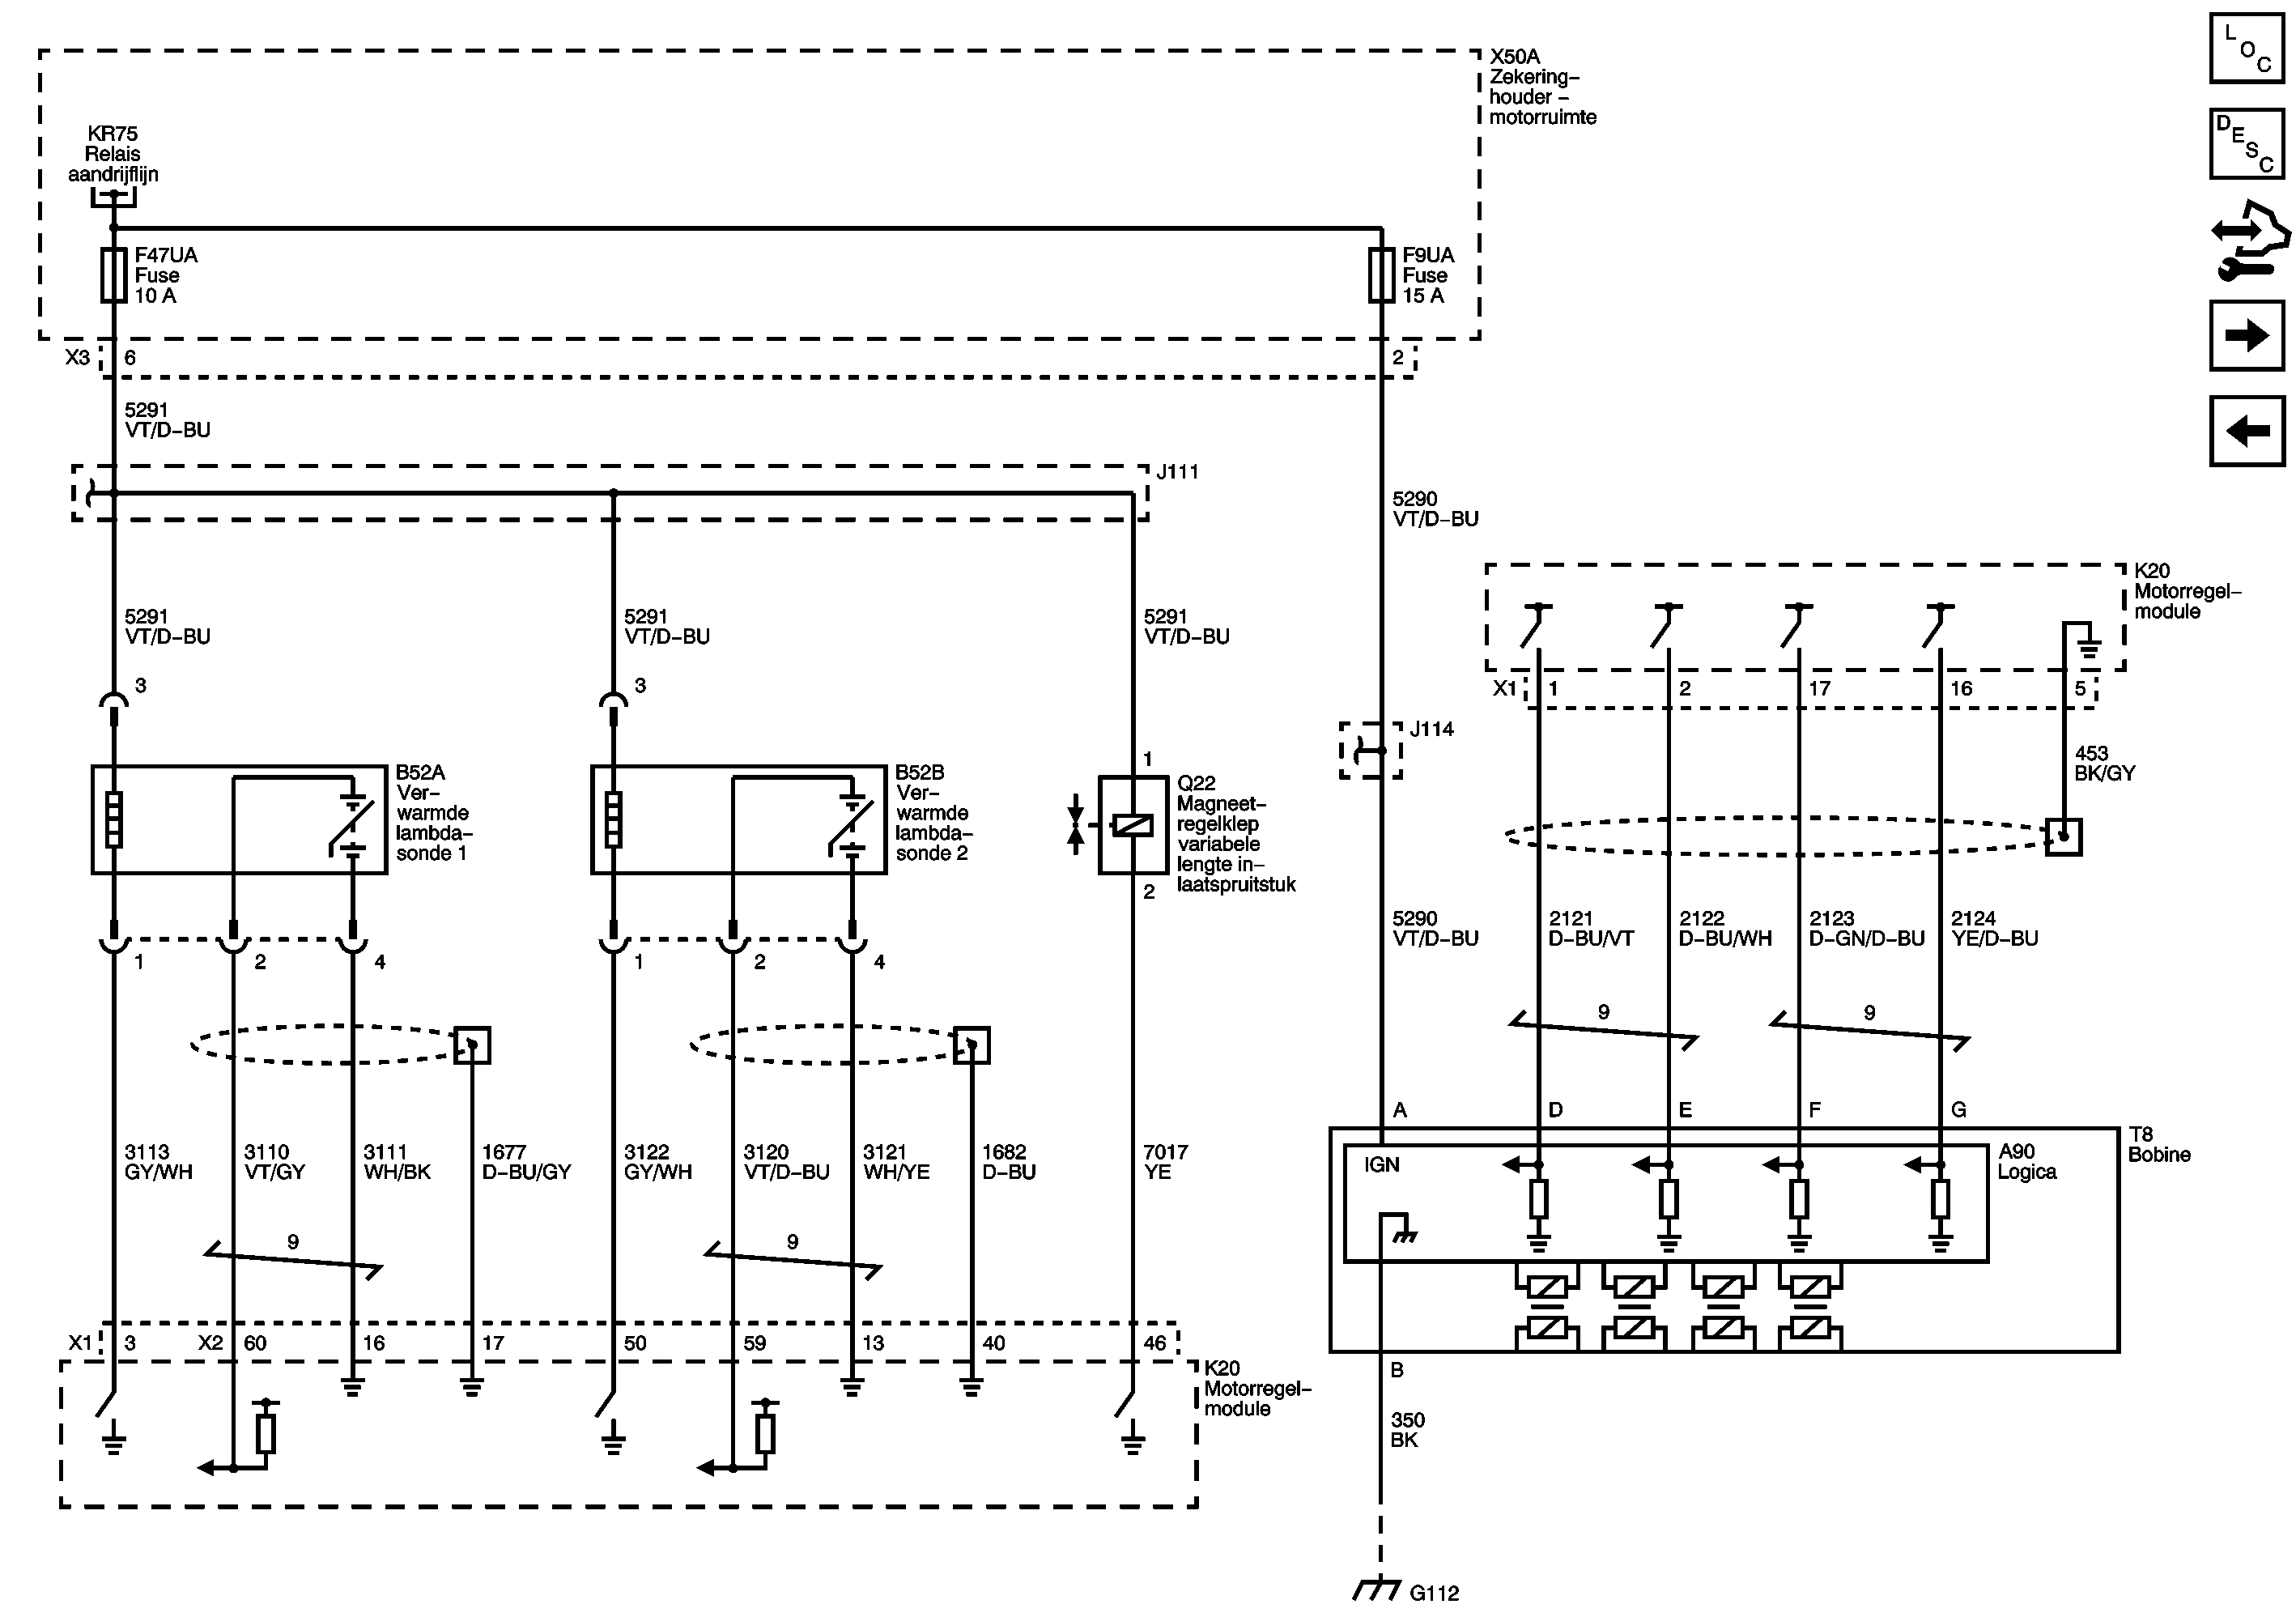 L
O
C
D
E
S
C
X50A
Zekering–
houder –
motorruimte
KR75
Relais
aandrijflijn
F47UA
Fuse
10 A
F9UA
Fuse
15 A
X3 6 2
5291
VT/D–BU
J111
5290
VT/D–BU
K20
Motorregel–
module
5291
VT/D–BU
5291
VT/D–BU
5291
VT/D–BU
3 3
X1 1 2 17 16 5
J114
453
BK/GY
1
B52A
Ver–
warmde
lambda–
sonde 1
B52B
Ver–
warmde
lambda–
sonde 2
Q22
Magneet–
regelklep
variabele
lengte in–
laatspruitstuk
2
5290
VT/D–BU
2121
D–BU/VT
2122
D–BU/WH
2123
D–GN/D–BU
2124
YE/D–BU
1 2 4 1 2 4
9 9
A D E F G
3113
GY/WH
3110
VT/GY
3111
WH/BK
1677
D–BU/GY
3122
GY/WH
3120
VT/D–BU
3121
WH/YE
1682
D–BU
7017
YE
IGN
A90
Logica
T8
Bobine
9 9
X1 3 X2 60 16 17 50 59 13 40 46
K20
Motorregel–
module
B
350
BK
G112